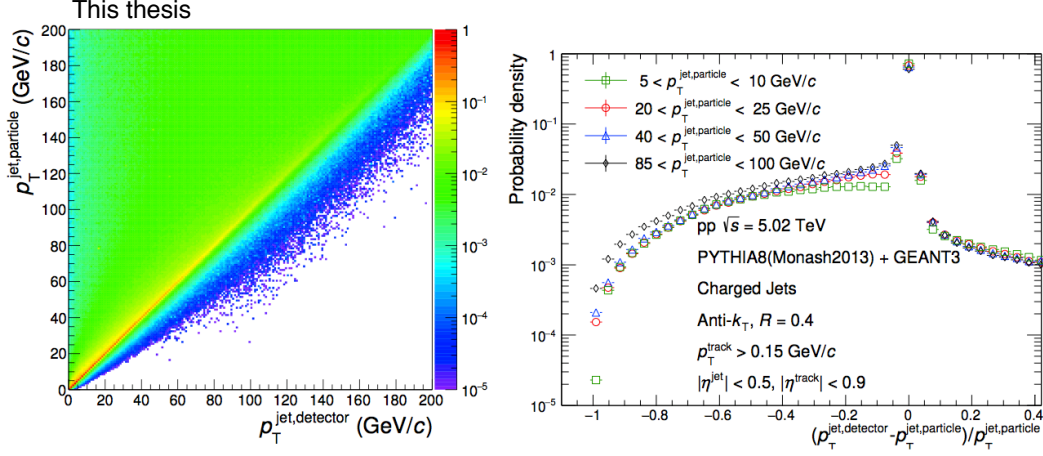 This thesis
p_T^jet,particle (GeV/c)
200
180
160
140
120
100
80
60
40
20
0
0 20 40 60 80 100 120 140 160 180 200
p_T^jet,detector (GeV/c)
1
10^-1
10^-2
10^-3
10^-4
10^-5
Probability density
1
10^-1
10^-2
10^-3
10^-4
10^-5
5 < p_T^jet,particle < 10 GeV/c
20 < p_T^jet,particle < 25 GeV/c
40 < p_T^jet,particle < 50 GeV/c
85 < p_T^jet,particle < 100 GeV/c
pp √s = 5.02 TeV
PYTHIA8(Monash2013) + GEANT3
Charged Jets
Anti-k_T, R = 0.4
p_T^track > 0.15 GeV/c
|η^jet| < 0.5, |η^track| < 0.9
−1 −0.8 −0.6 −0.4 −0.2 0 0.2 0.4
(p_T^jet,detector-p_T^jet,particle)/p_T^jet,particle